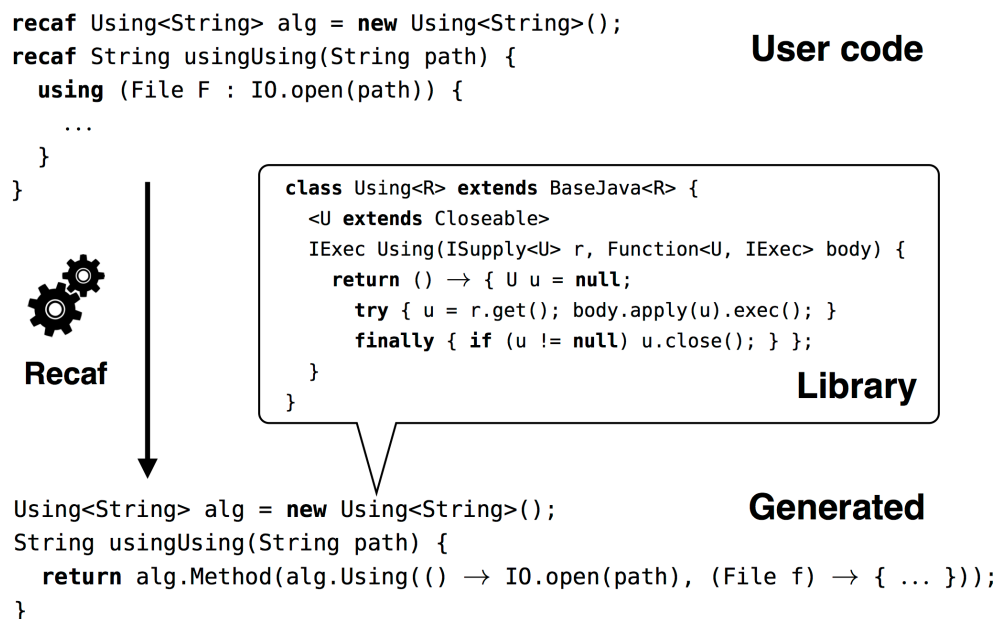 recaf Using<String> alg = new Using<String>();
recaf String usingUsing(String path) {
  using (File F : IO.open(path)) {
    ...
  }
}
User code
class Using<R> extends BaseJava<R> {
  <U extends Closeable>
  IExec Using(ISupply<U> r, Function<U, IExec> body) {
    return () → { U u = null;
      try { u = r.get(); body.apply(u).exec(); }
      finally { if (u != null) u.close(); } };
  }
}
Library
Recaf
Generated
Using<String> alg = new Using<String>();
String usingUsing(String path) {
  return alg.Method(alg.Using(() → IO.open(path), (File f) → { ... }));
}